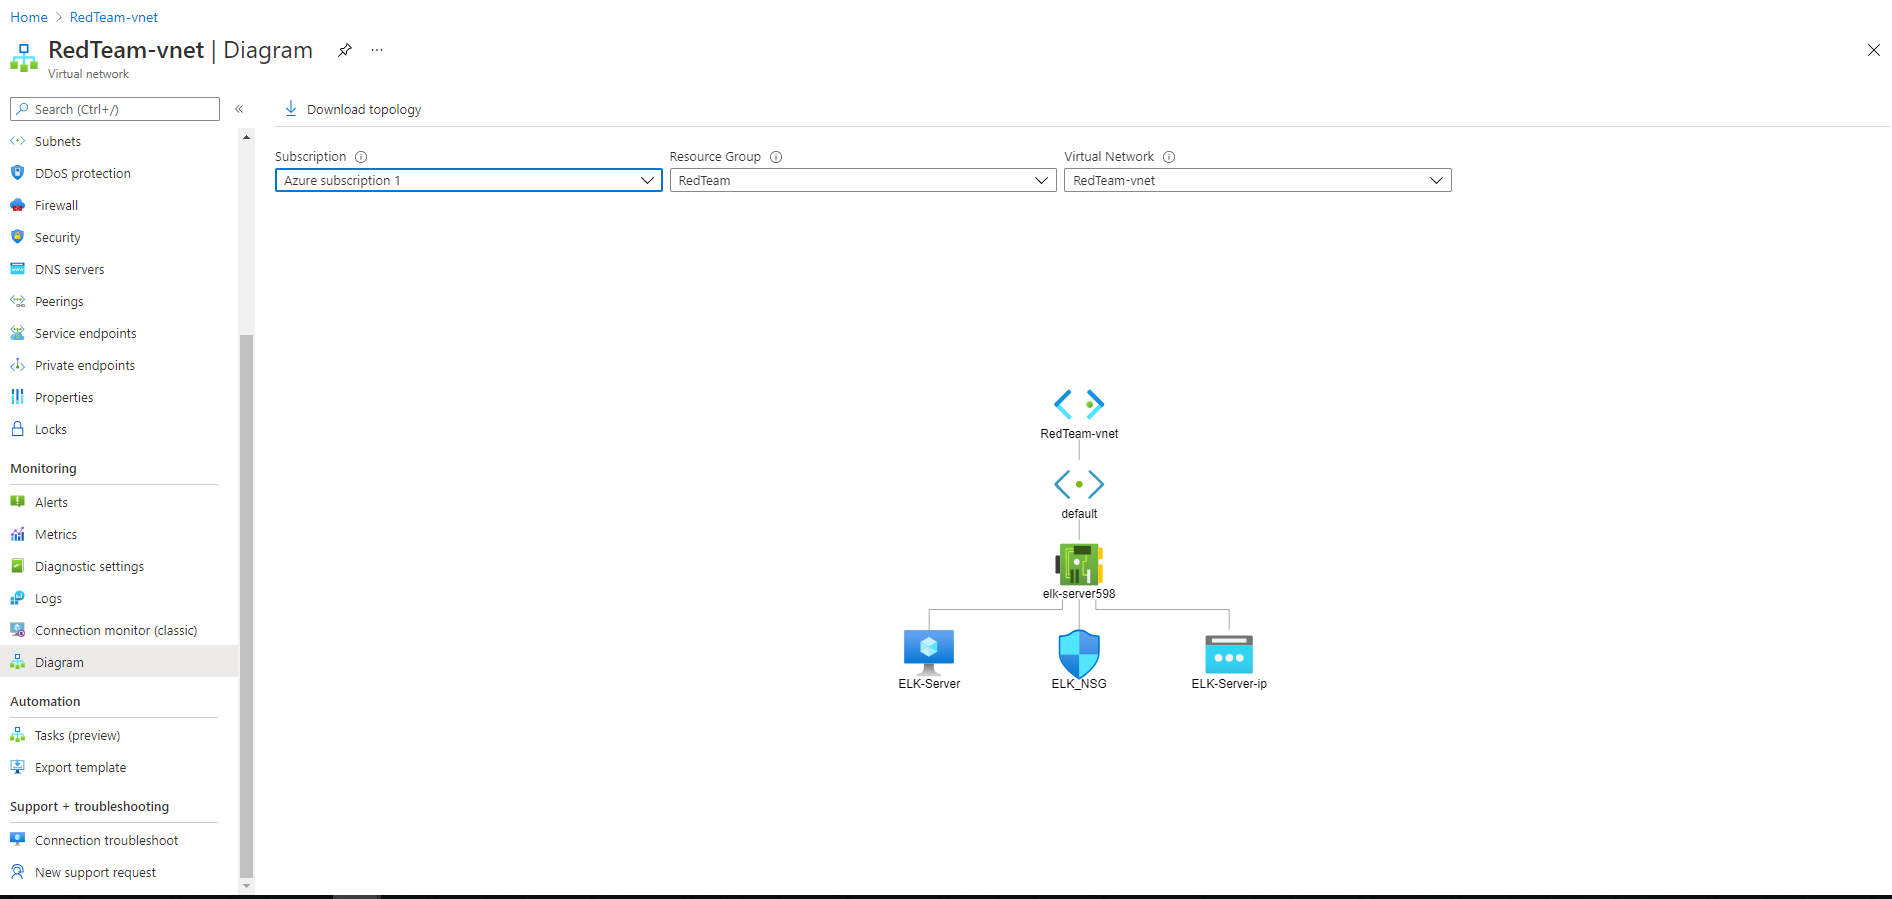 Home > RedTeam-vnet
RedTeam-vnet | Diagram ...
Virtual network
Search (Ctrl+/)
«
Subnets
DDoS protection
Firewall
Security
DNS servers
Peerings
Service endpoints
Private endpoints
Properties
Locks
Monitoring
Alerts
Metrics
Diagnostic settings
Logs
Connection monitor (classic)
Diagram
Automation
Tasks (preview)
Export template
Support + troubleshooting
Connection troubleshoot
New support request
Download topology
Subscription
Resource Group
Virtual Network
Azure subscription 1
RedTeam
RedTeam-vnet
RedTeam-vnet
default
elk-server598
ELK-Server
ELK_NSG
ELK-Server-ip